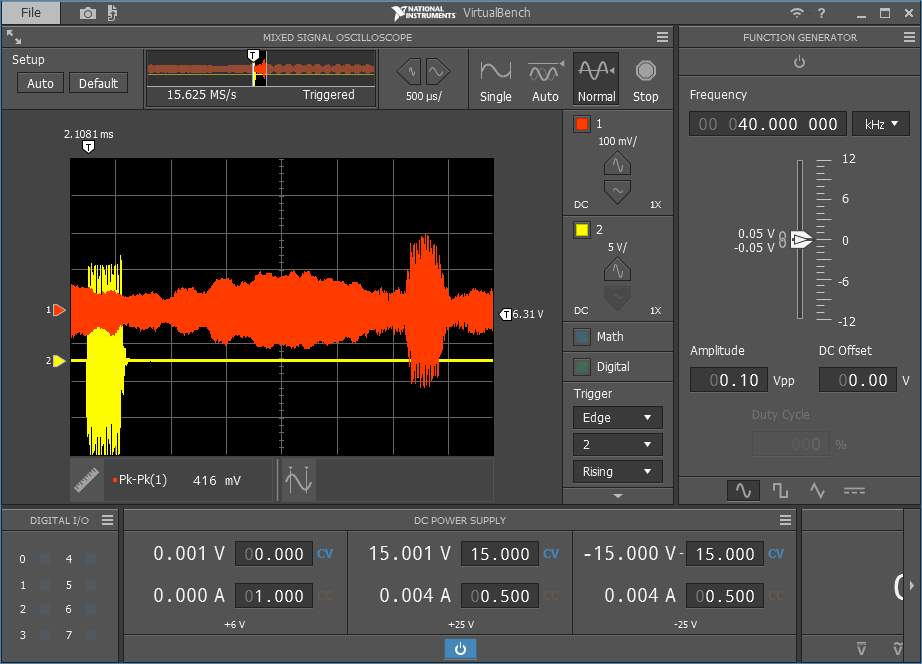 File
NATIONAL INSTRUMENTS VirtualBench
?
MIXED SIGNAL OSCILLOSCOPE
FUNCTION GENERATOR
Setup
Auto Default
T
15.625 MS/s Triggered
500 µs/
Single Auto Normal Stop
2.1081 ms
T
1
2
T 6.31 V
Pk-Pk(1) 416 mV
1
100 mV/
DC 1X
2
5 V/
DC 1X
Math
Digital
Trigger
Edge
2
Rising
Frequency
00 040.000 000 kHz
12
6
0
-6
-12
0.05 V
-0.05 V
Amplitude DC Offset
00.10 Vpp 00.00 V
Duty Cycle
000 %
DIGITAL I/O
0 4
1 5
2 6
3 7
DC POWER SUPPLY
0.001 V 00.000 CV
0.000 A 01.000 CC
+6 V
15.001 V 15.000 CV
0.004 A 00.500 CC
+25 V
-15.000 V - 15.000 CV
0.004 A 00.500 CC
-25 V
V